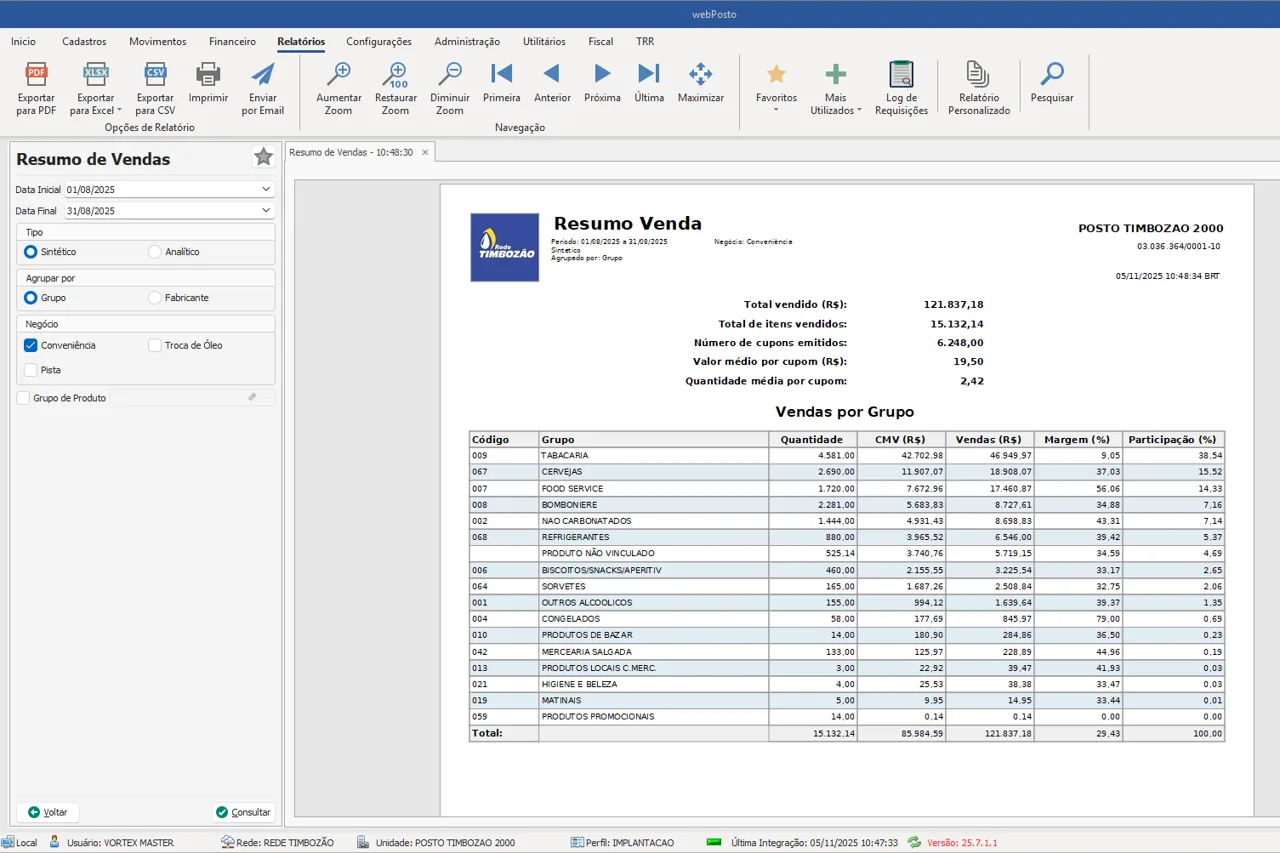 webPosto
Inicio Cadastros Movimentos Financeiro Relatórios Configurações Administração Utilitários Fiscal TRR
PDF XLSX CSV 100
Exportar para PDF
Exportar para Excel
Exportar para CSV
Imprimir
Enviar por Email
Aumentar Zoom
Restaurar Zoom
Diminuir Zoom
Primeira
Anterior
Próxima
Última
Maximizar
Favoritos
Mais Utilizados
Log de Requisições
Relatório Personalizado
Pesquisar
Opções de Relatório
Navegação
Resumo de Vendas
Data Inicial 01/08/2025
Data Final 31/08/2025
Tipo
Sintético Analítico
Agrupar por
Grupo Fabricante
Negócio
Conveniência Troca de Óleo
Pista
Grupo de Produto
Voltar Consultar
Resumo de Vendas - 10:48:30
Rede
TIMBOZÃO
Resumo Venda
Período: 01/08/2025 a 31/08/2025 Negócio: Conveniência
Sintetico
Agrupado por: Grupo
POSTO TIMBOZAO 2000
03.036.364/0001-10
05/11/2025 10:48:34 BRT
Total vendido (R$): 121.837,18
Total de itens vendidos: 15.132,14
Número de cupons emitidos: 6.248,00
Valor médio por cupom (R$): 19,50
Quantidade média por cupom: 2,42
Vendas por Grupo
Código Grupo Quantidade CMV (R$) Vendas (R$) Margem (%) Participação (%)
009 TABACARIA 4.581,00 42.702,98 46.949,97 9,05 38,54
067 CERVEJAS 2.690,00 11.907,07 18.908,07 37,03 15,52
007 FOOD SERVICE 1.720,00 7.672,96 17.460,87 56,06 14,33
008 BOMBONIERE 2.281,00 5.683,83 8.727,61 34,88 7,16
002 NAO CARBONATADOS 1.444,00 4.931,43 8.698,83 43,31 7,14
068 REFRIGERANTES 880,00 3.965,52 6.546,00 39,42 5,37
PRODUTO NÃO VINCULADO 525,14 3.740,76 5.719,15 34,59 4,69
006 BISCOITOS/SNACKS/APERITIV 460,00 2.155,55 3.225,54 33,17 2,65
064 SORVETES 165,00 1.687,26 2.508,84 32,75 2,06
001 OUTROS ALCOOLICOS 155,00 994,12 1.639,64 39,37 1,35
004 CONGELADOS 58,00 177,69 845,97 79,00 0,69
010 PRODUTOS DE BAZAR 14,00 180,90 284,86 36,50 0,23
042 MERCEARIA SALGADA 133,00 125,97 228,89 44,96 0,19
013 PRODUTOS LOCAIS C.MERC. 3,00 22,92 39,47 41,93 0,03
021 HIGIENE E BELEZA 4,00 25,53 38,38 33,47 0,03
019 MATINAIS 5,00 9,95 14,95 33,44 0,01
059 PRODUTOS PROMOCIONAIS 14,00 0,14 0,14 0,00 0,00
Total: 15.132,14 85.984,59 121.837,18 29,43 100,00
Local Usuário: VORTEX MASTER Rede: REDE TIMBOZÃO Unidade: POSTO TIMBOZAO 2000 Perfil: IMPLANTACAO Última Integração: 05/11/2025 10:47:33 Versão: 25.7.1.1